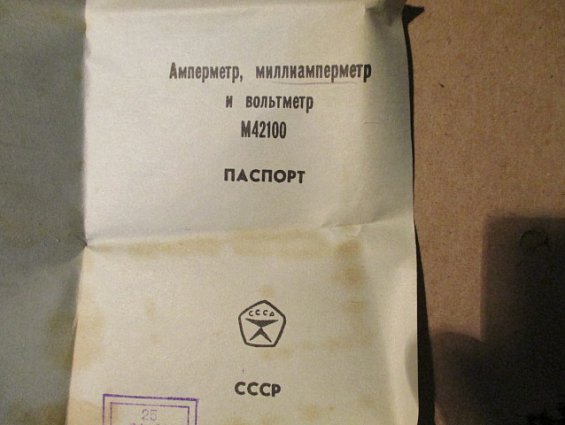 Амперметр, миллиамперметр
и вольтметр
М42100
ПАСПОРТ
СССР
СССР
25